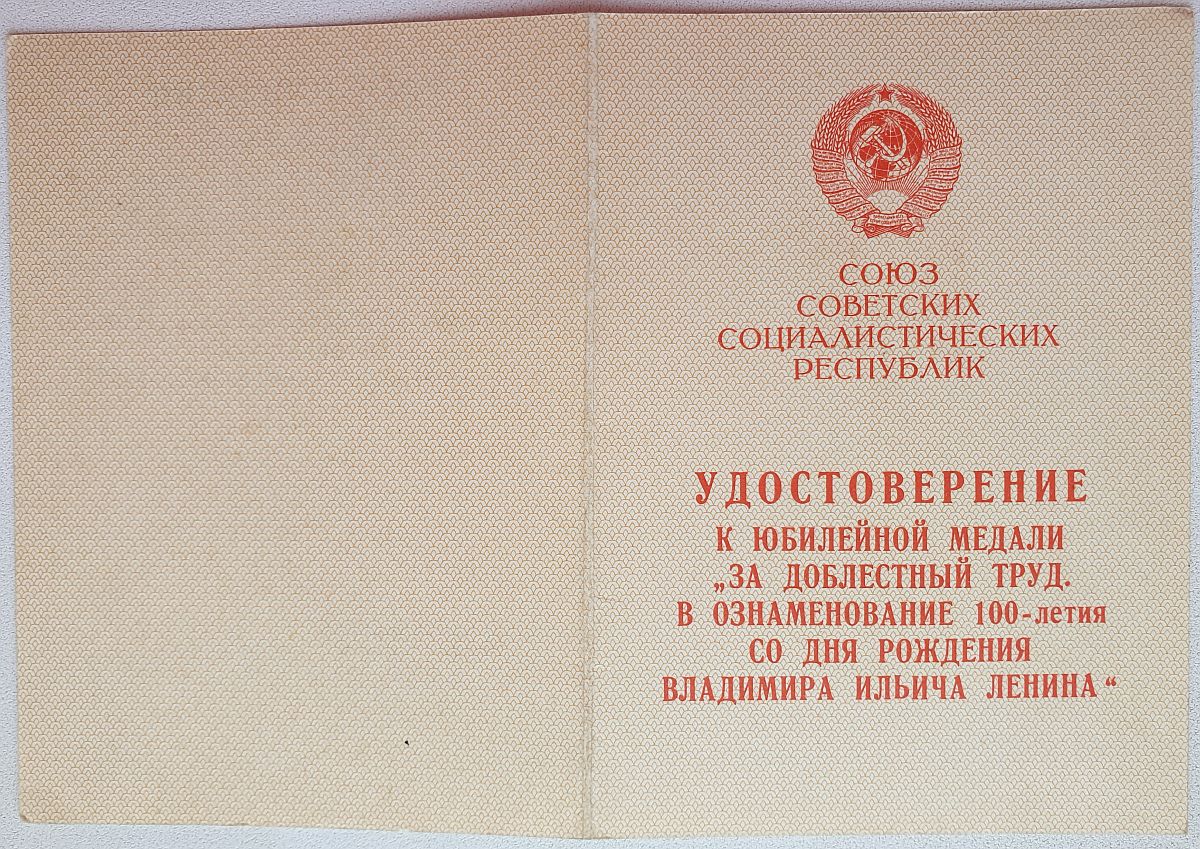 СОЮЗ
СОВЕТСКИХ
СОЦИАЛИСТИЧЕСКИХ
РЕСПУБЛИК
УДОСТОВЕРЕНИЕ
К ЮБИЛЕЙНОЙ МЕДАЛИ
„ЗА ДОБЛЕСТНЫЙ ТРУД.
В ОЗНАМЕНОВАНИЕ 100-летия
СО ДНЯ РОЖДЕНИЯ
ВЛАДИМИРА ИЛЬИЧА ЛЕНИНА“